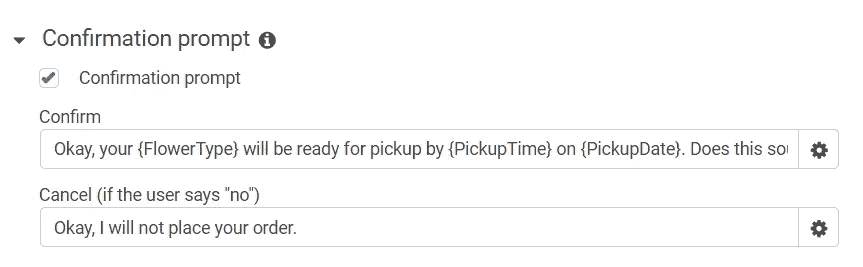 Confirmation prompt
Confirmation prompt
Confirm
Okay, your {FlowerType} will be ready for pickup by {PickupTime} on {PickupDate}. Does this
Cancel (if the user says "no")
Okay, I will not place your order.